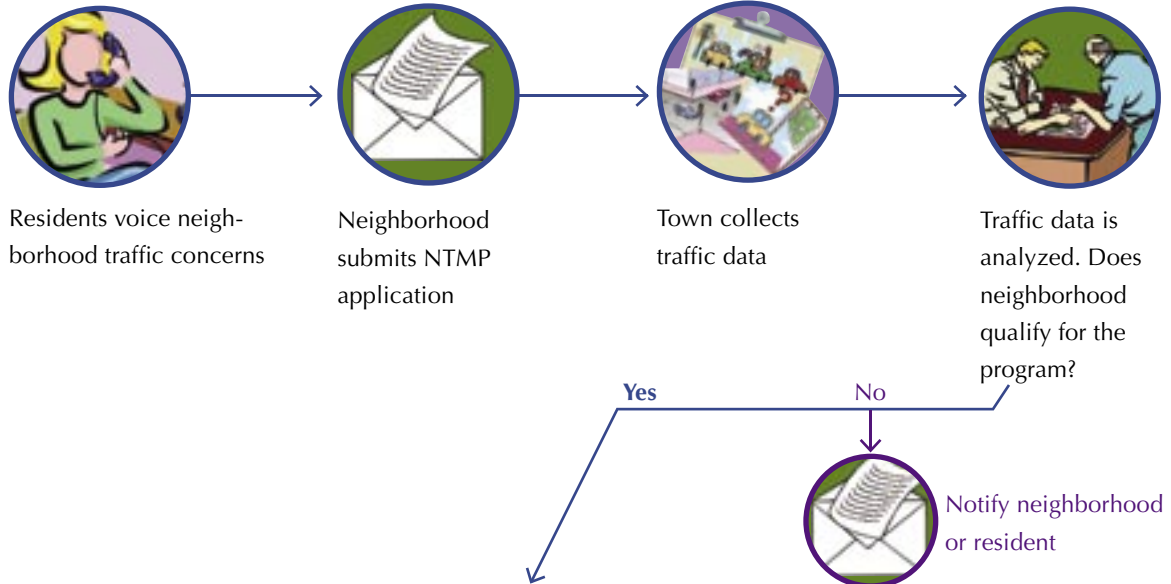 Residents voice neigh-
borhood traffic concerns
Neighborhood
submits NTMP
application
Town collects
traffic data
Traffic data is
analyzed. Does
neighborhood
qualify for the
program?
Yes
No
Notify neighborhood
or resident